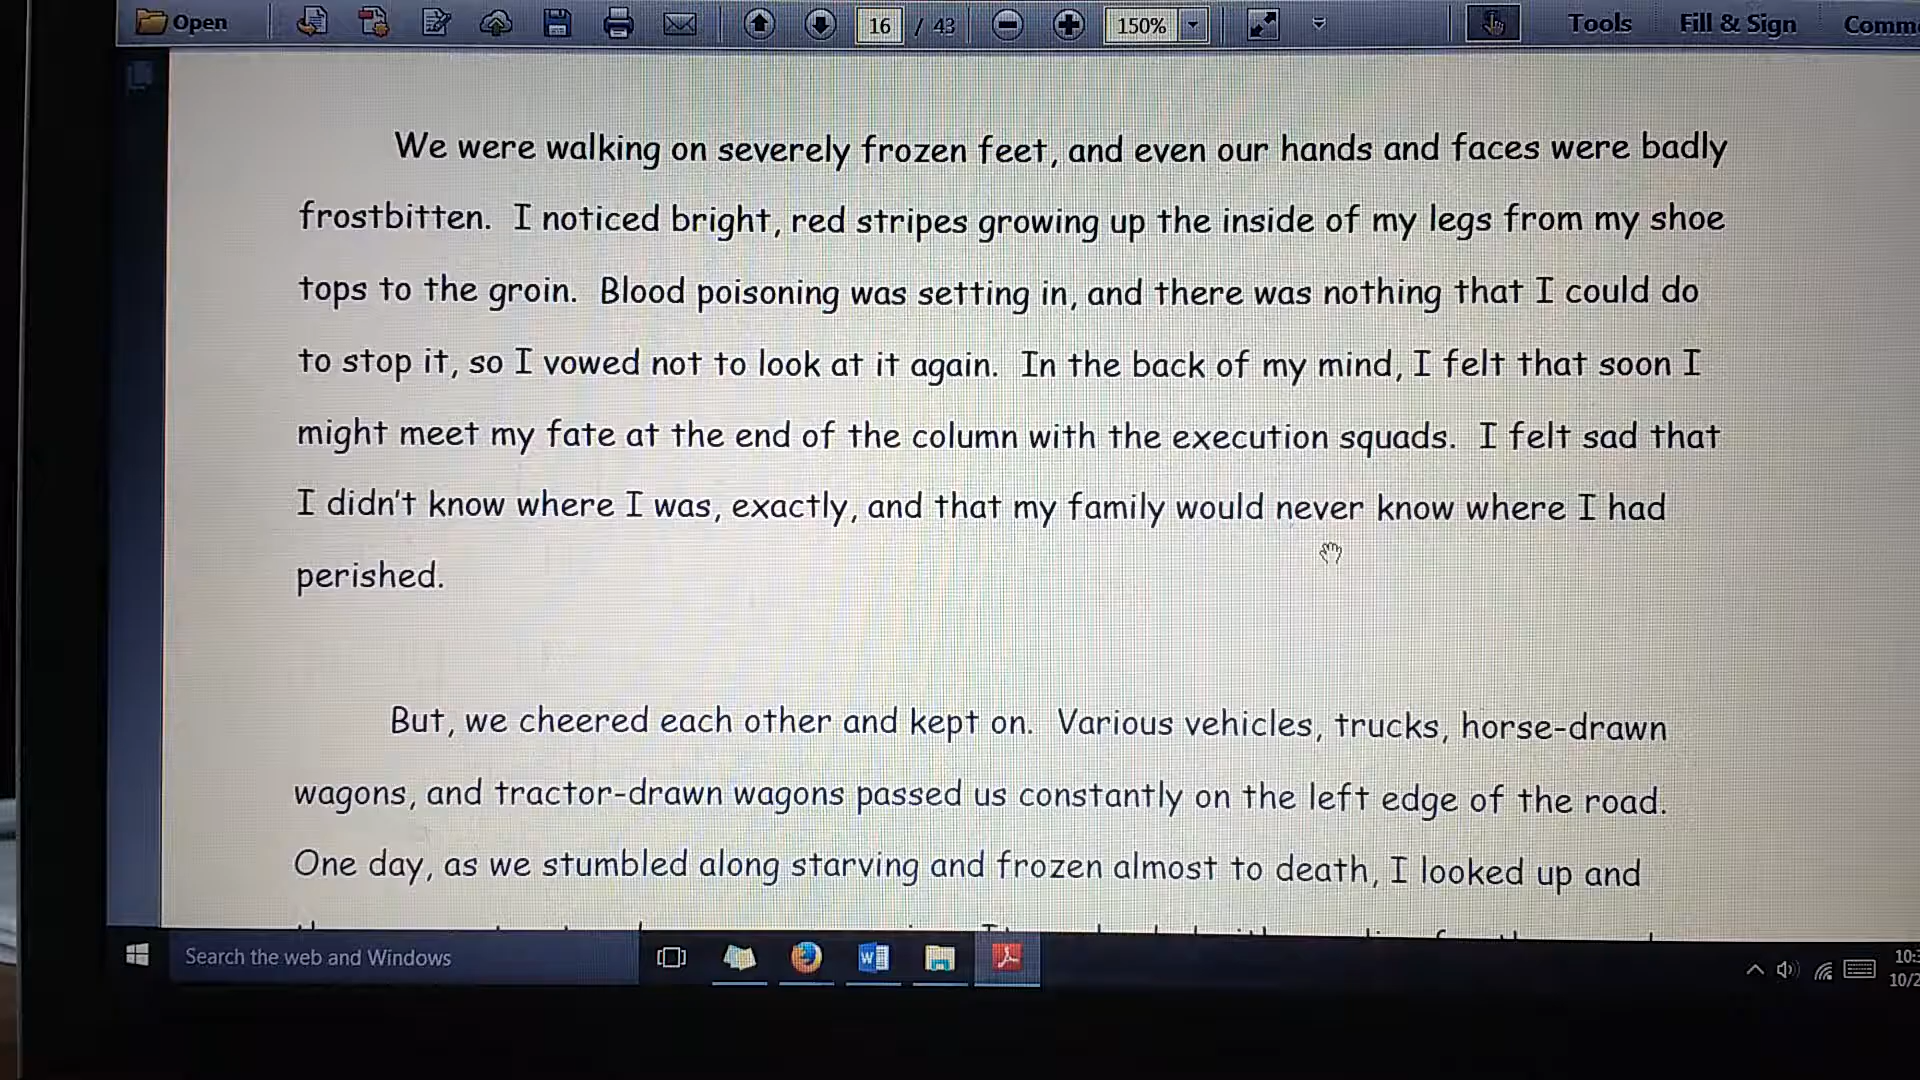 Open 16 / 43 150% Tools Fill & Sign
We were walking on severely frozen feet, and even our hands and faces were badly
frostbitten. I noticed bright, red stripes growing up the inside of my legs from my shoe
tops to the groin. Blood poisoning was setting in, and there was nothing that I could do
to stop it, so I vowed not to look at it again. In the back of my mind, I felt that soon I
might meet my fate at the end of the column with the execution squads. I felt sad that
I didn't know where I was, exactly, and that my family would never know where I had
perished.
But, we cheered each other and kept on. Various vehicles, trucks, horse-drawn
wagons, and tractor-drawn wagons passed us constantly on the left edge of the road.
One day, as we stumbled along starving and frozen almost to death, I looked up and
Search the web and Windows